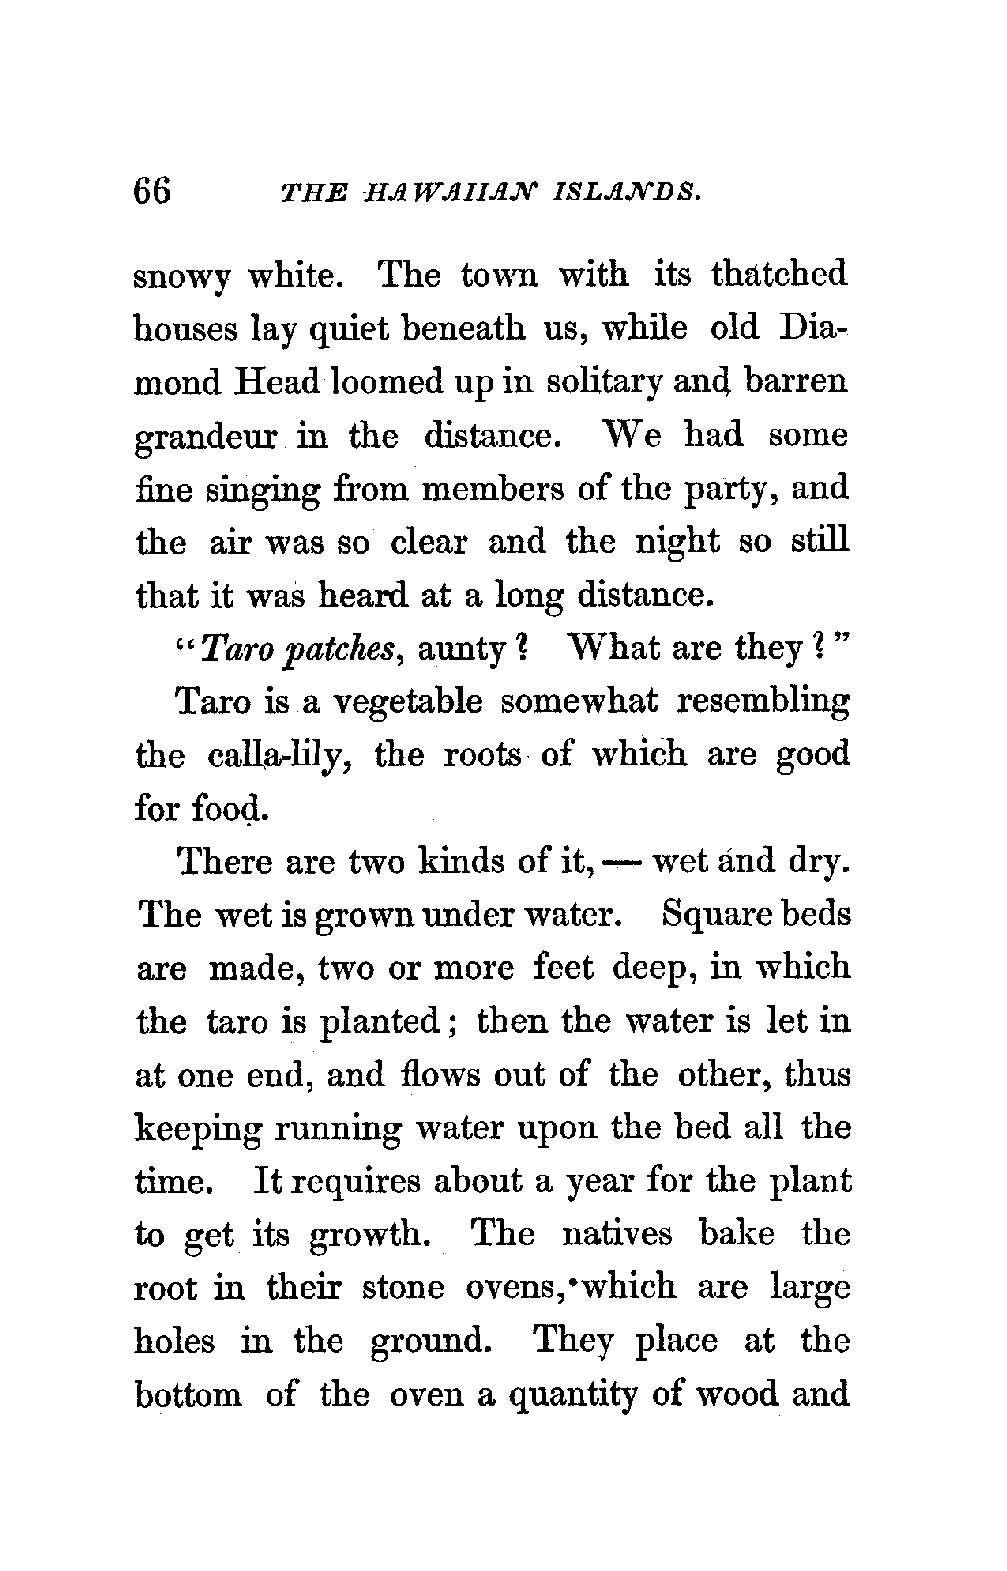 66 THE HAWAIIAN ISLANDS.
snowy white. The town with its thatched
houses lay quiet beneath us, while old Dia-
mond Head loomed up in solitary and barren
grandeur in the distance. We had some
fine singing from members of the party, and
the air was so clear and the night so still
that it was heard at a long distance.
“Taro patches, aunty? What are they?”
Taro is a vegetable somewhat resembling
the calla-lily, the roots of which are good
for food.
There are two kinds of it,— wet and dry.
The wet is grown under water. Square beds
are made, two or more feet deep, in which
the taro is planted; then the water is let in
at one end, and flows out of the other, thus
keeping running water upon the bed all the
time. It requires about a year for the plant
to get its growth. The natives bake the
root in their stone ovens, which are large
holes in the ground. They place at the
bottom of the oven a quantity of wood and